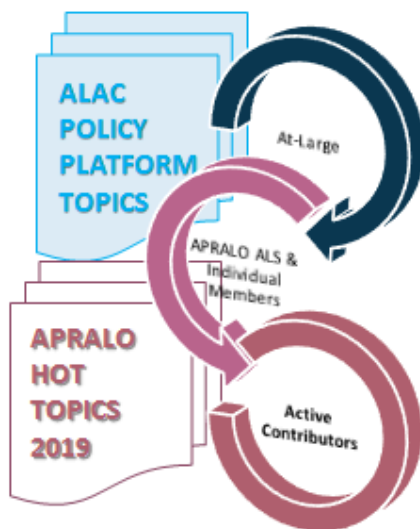 ALAC
POLICY
PLATFORM
TOPICS
At-Large
APRALO ALS &
Individual
Members
APRALO
HOT
TOPICS
2019
Active
Contributors